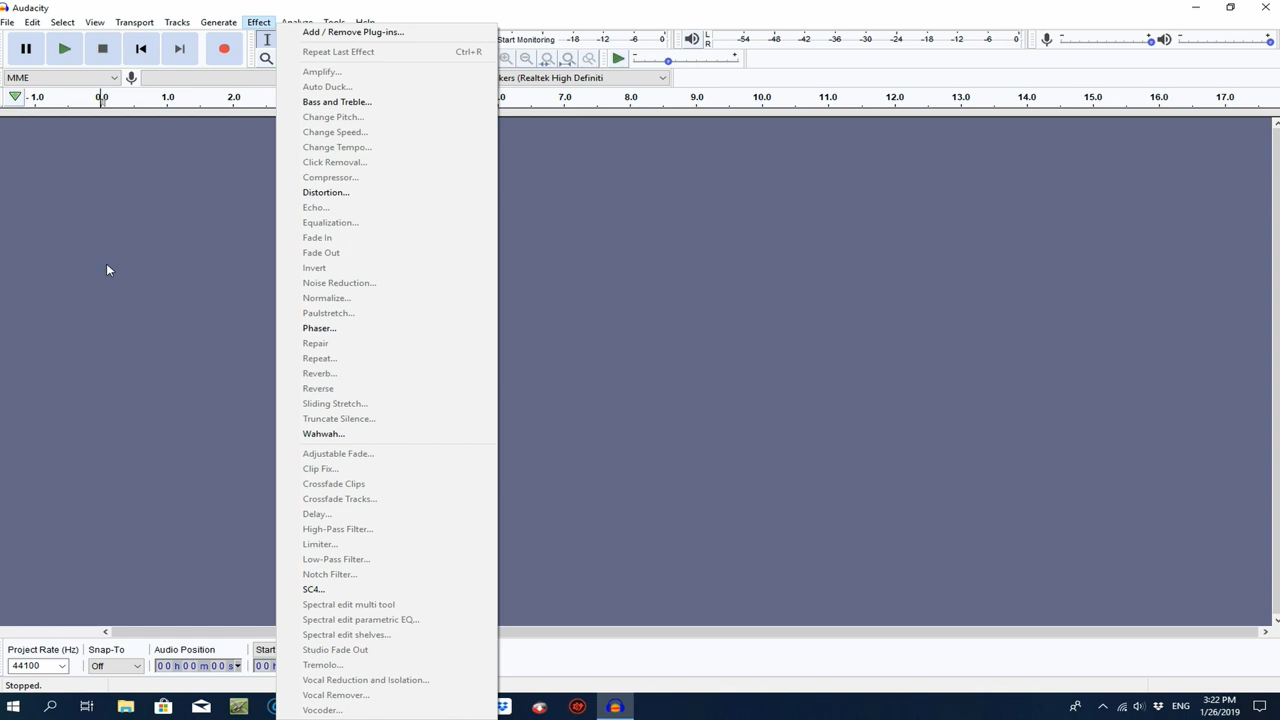 Audacity
File Edit Select View Transport Tracks Generate Effect Analyze Tools Help
Add / Remove Plug-ins...
Repeat Last Effect Ctrl+R
Amplify...
Auto Duck...
Bass and Treble...
Change Pitch...
Change Speed...
Change Tempo...
Click Removal...
Compressor...
Distortion...
Echo...
Equalization...
Fade In
Fade Out
Invert
Noise Reduction...
Normalize...
Paulstretch...
Phaser...
Repair
Repeat...
Reverb...
Reverse
Sliding Stretch...
Truncate Silence...
Wahwah...
Adjustable Fade...
Clip Fix...
Crossfade Clips
Crossfade Tracks...
Delay...
High-Pass Filter...
Limiter...
Low-Pass Filter...
Notch Filter...
SC4...
Spectral edit multi tool
Spectral edit parametric EQ...
Spectral edit shelves...
Studio Fade Out
Tremolo...
Vocal Reduction and Isolation...
Vocal Remover...
Vocoder...
Start Monitoring -12 -6 0 L R -54 -48 -42 -36 -30 -24 -18 -12 -6 0
MME kers (Realtek High Definiti
- 1.0 0.0 1.0 2.0 7.0 8.0 9.0 10.0 11.0 12.0 13.0 14.0 15.0 16.0 17.0
Project Rate (Hz) Snap-To Audio Position Start
44100 Off 00 h 00 m 00 s 00 h
Stopped.
3:22 PM
1/26/2019